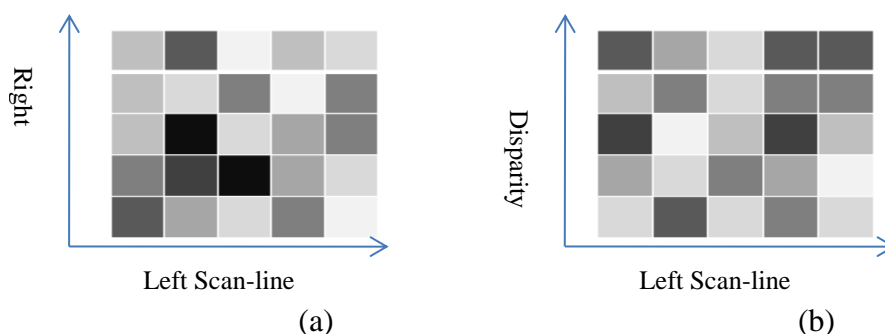 Right
Left Scan-line
(a)
Disparity
Left Scan-line
(b)